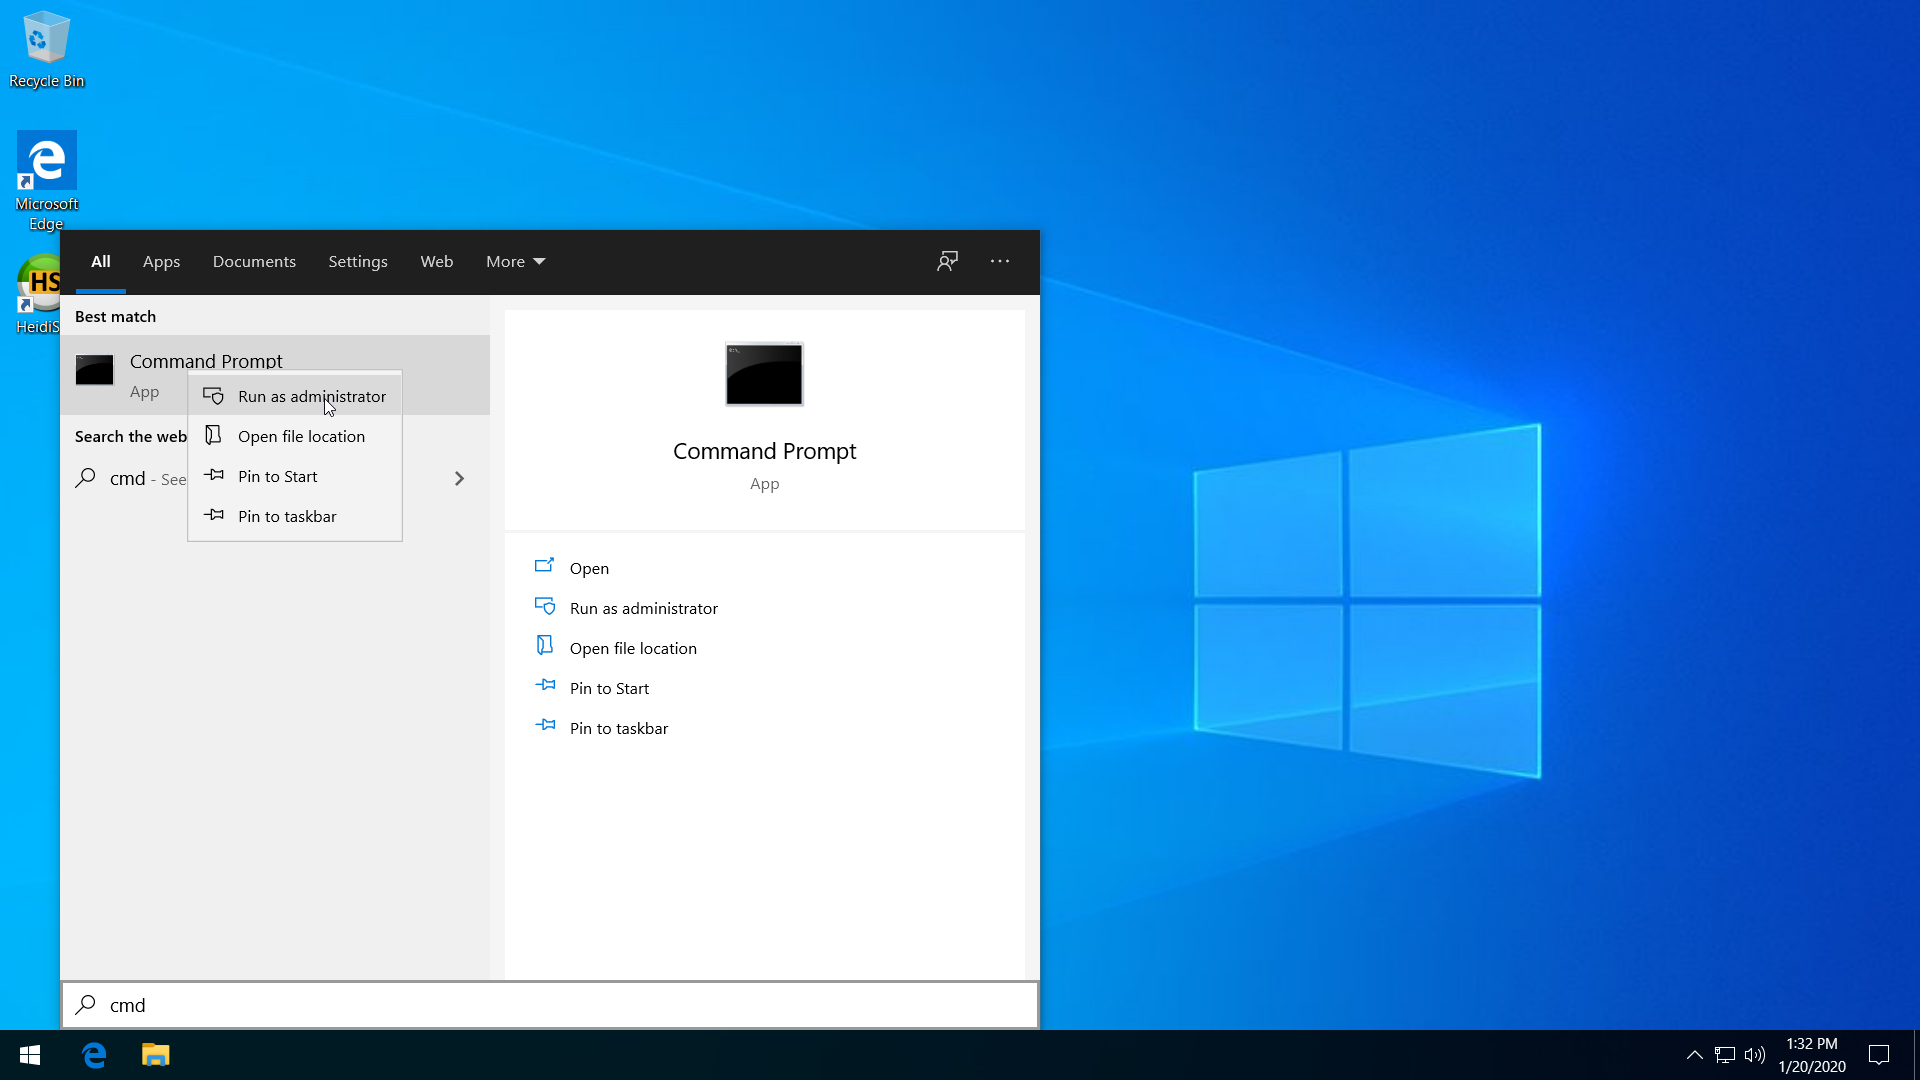 Recycle Bin
Microsoft
Edge
HS
HeidiS
All
Apps
Documents
Settings
Web
More
Best match
Command Prompt
App
Run as administrator
Open file location
Pin to Start
Pin to taskbar
Search the web
cmd - See
Command Prompt
App
Open
Run as administrator
Open file location
Pin to Start
Pin to taskbar
cmd
1:32 PM
1/20/2020